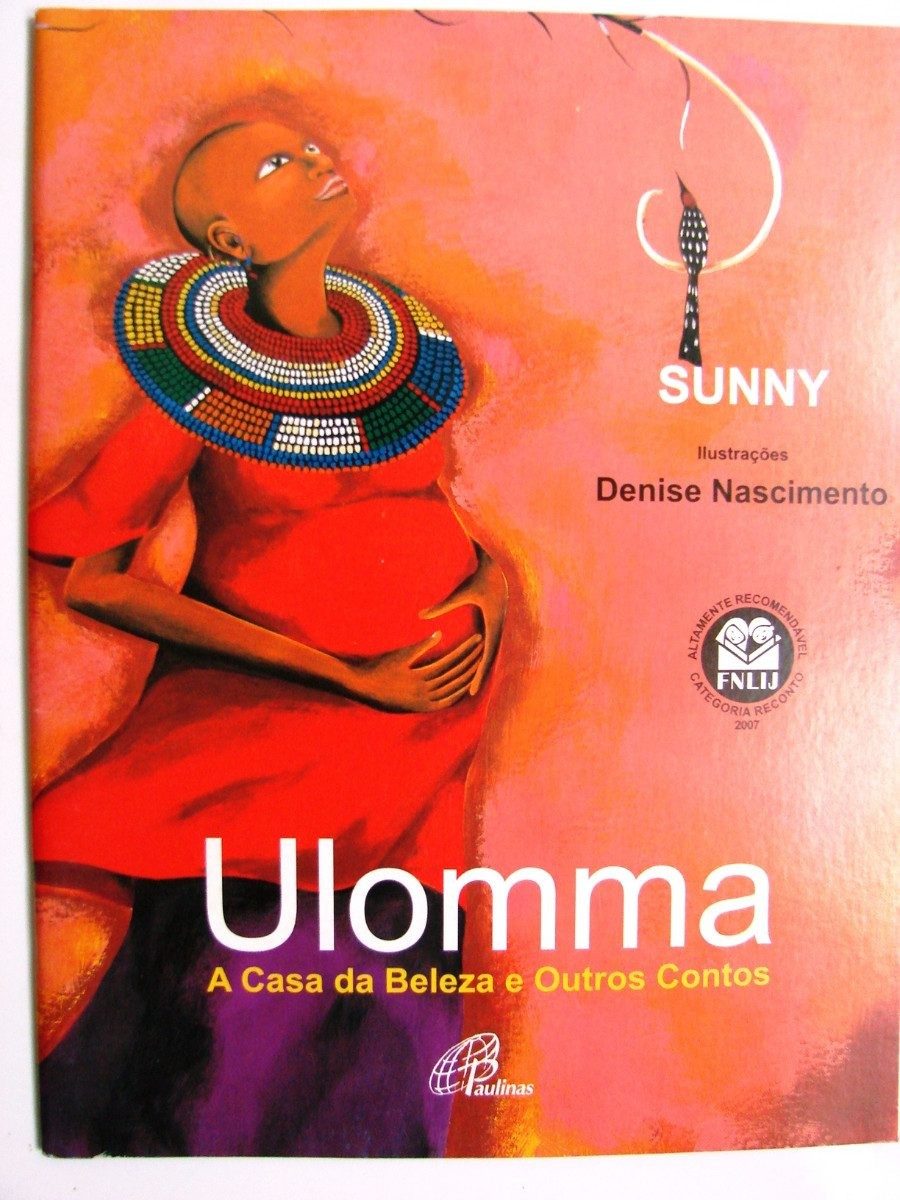 SUNNY
Ilustrações
Denise Nascimento
ALTAMENTE RECOMENDÁVEL
FNLIJ
CATEGORIA RECONTO
2007
Ulomma
A Casa da Beleza e Outros Contos
Paulinas